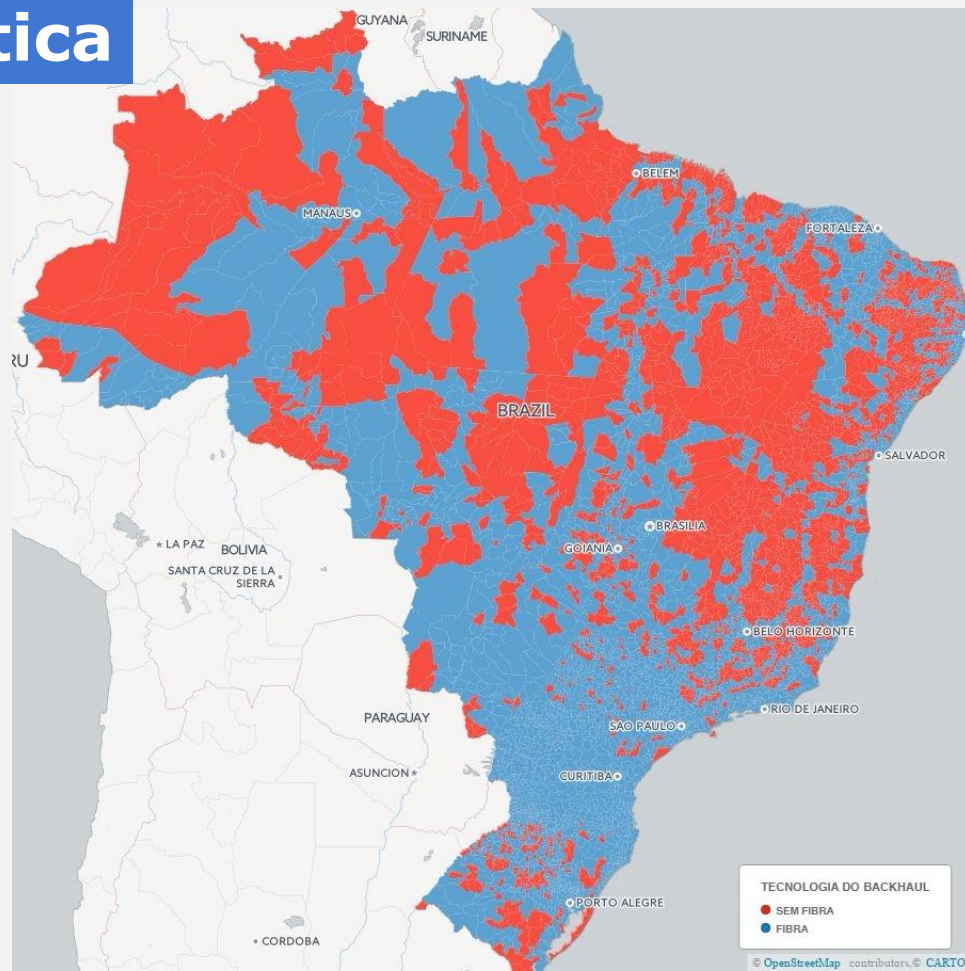 tica
GUYANA
SURINAME
BELEM
MANAUS
FORTALEZA
RU
BRAZIL
SALVADOR
BRASILIA
GOIANIA
LA PAZ
BOLIVIA
SANTA CRUZ DE LA
SIERRA
BELO HORIZONTE
RIO DE JANEIRO
PARAGUAY
SAO PAULO
ASUNCION
CURITIBA
TECNOLOGIA DO BACKHAUL
SEM FIBRA
FIBRA
PORTO ALEGRE
CORDOBA
© OpenStreetMap contributors, © CARTO